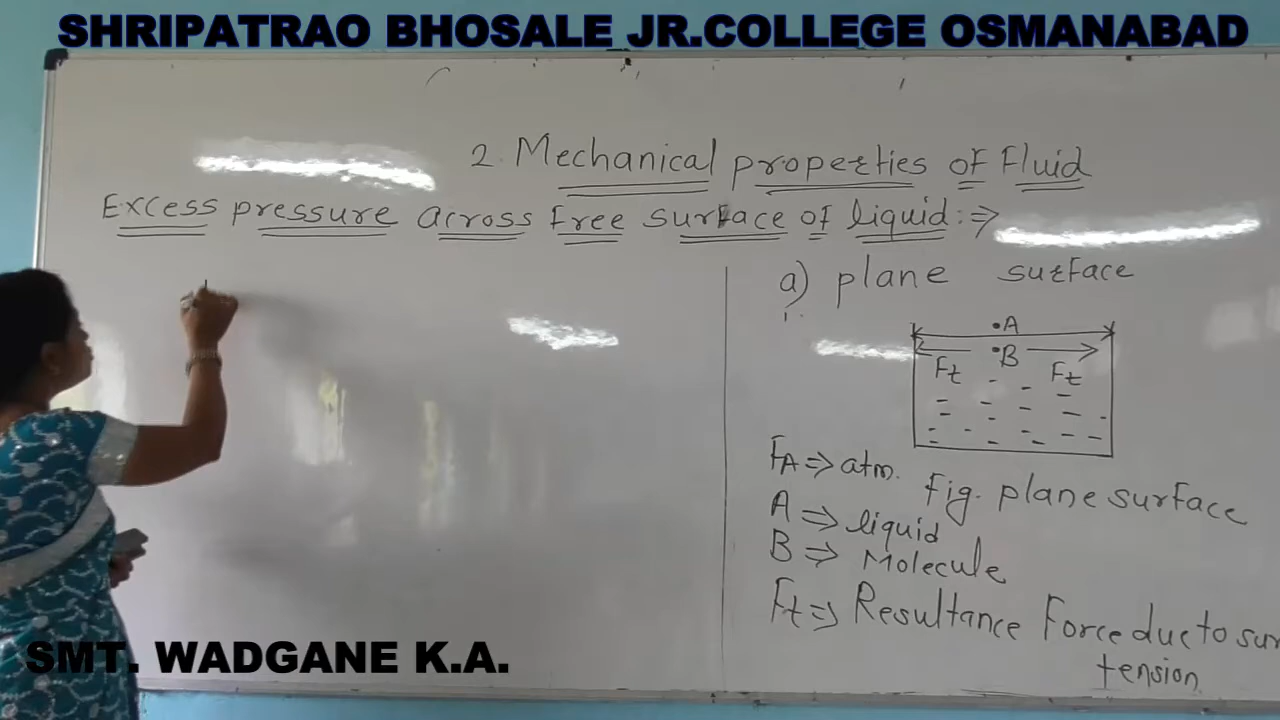 SHRIPATRAO BHOSALE JR.COLLEGE OSMANABAD
2. Mechanical properties of Fluid
Excess pressure across free surface of liquid :⇒
a) plane surface
A
B
Ft Ft
FA ⇒ atm.
Fig. plane surface
A ⇒ liquid
B ⇒ Molecule
Ft ⇒ Resultance Force due to sur
tension
SMT. WADGANE K.A.